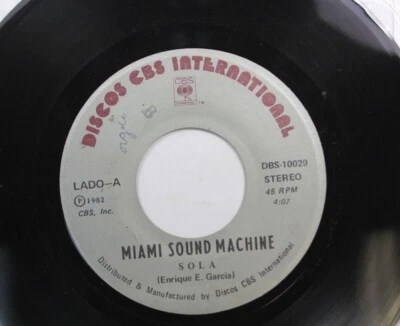 DISCOS CBS INTERNATIONAL
CBS
TM
LADO-A
Ⓟ 1982
CBS, Inc.
DBS-10029
STEREO
45 RPM
4:07
MIAMI SOUND MACHINE
SOLA
(Enrique E. Garcia)
Distributed & Manufactured by Discos CBS International